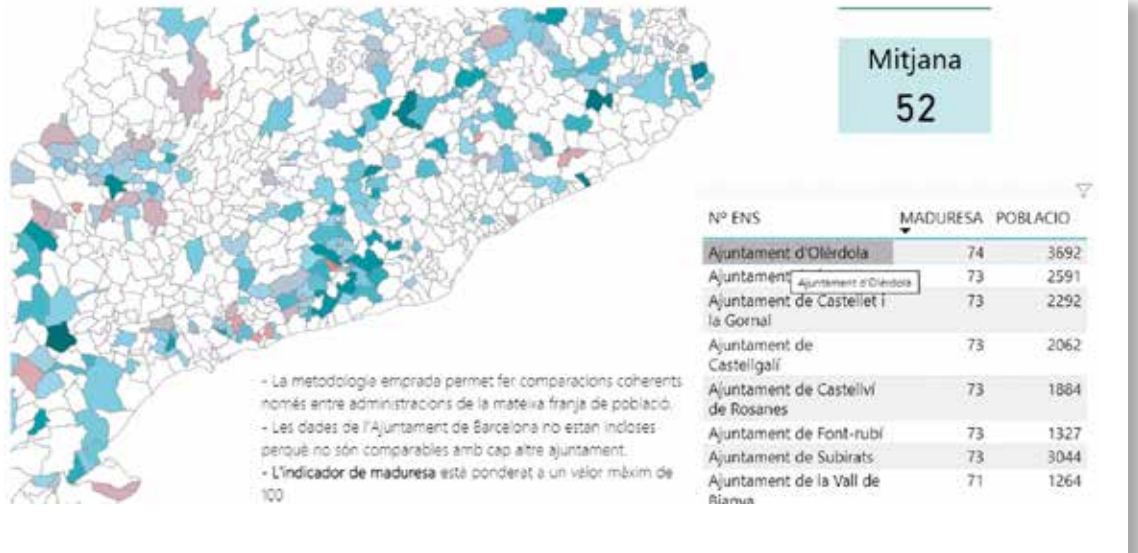 Mitjana
52
Nº ENS MADURESA POBLACIO
Ajuntament d'Olèrdola 74 3692
Ajuntament 73 2591
Ajuntament d'Olèrdola
Ajuntament de Castellet i 73 2292
la Gornal
Ajuntament de 73 2062
Castellgalí
Ajuntament de Castellví 73 1884
de Rosanes
Ajuntament de Font-rubí 73 1327
Ajuntament de Subirats 73 3044
Ajuntament de la Vall de 71 1264
Bianya
- La metodologia emprada permet fer comparacions coherents
només entre administracions de la mateixa franja de població.
- Les dades de l'Ajuntament de Barcelona no estan incloses
perquè no són comparables amb cap altre ajuntament.
- L'indicador de maduresa està ponderat a un valor màxim de
100